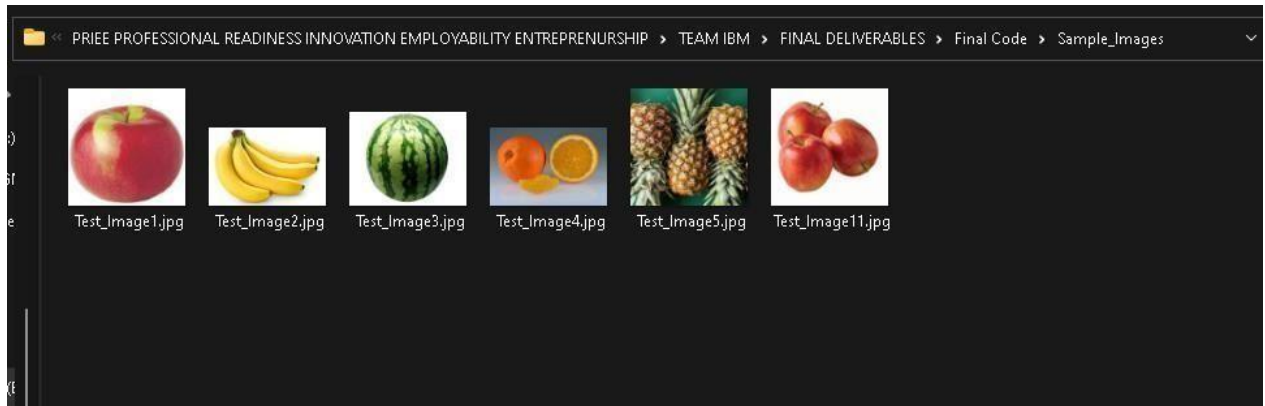 « PRIEE PROFESSIONAL READINESS INNOVATION EMPLOYABILITY ENTREPRENURSHIP > TEAM IBM > FINAL DELIVERABLES > Final Code > Sample_Images
Test_Image1.jpg Test_Image2.jpg Test_Image3.jpg Test_Image4.jpg Test_Image5.jpg Test_Image11.jpg